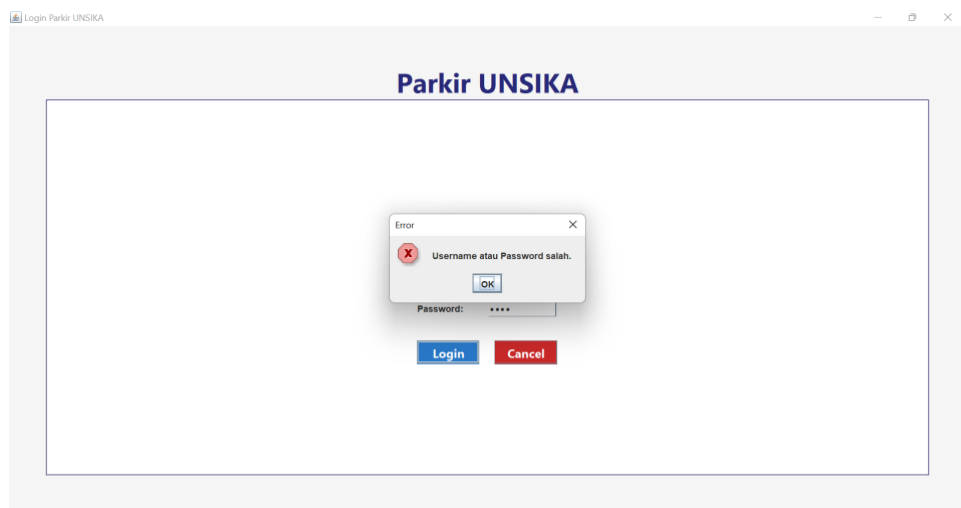 Login Parkir UNSIKA
Parkir UNSIKA
Error
X
Username atau Password salah.
OK
Password: ••••
Login Cancel